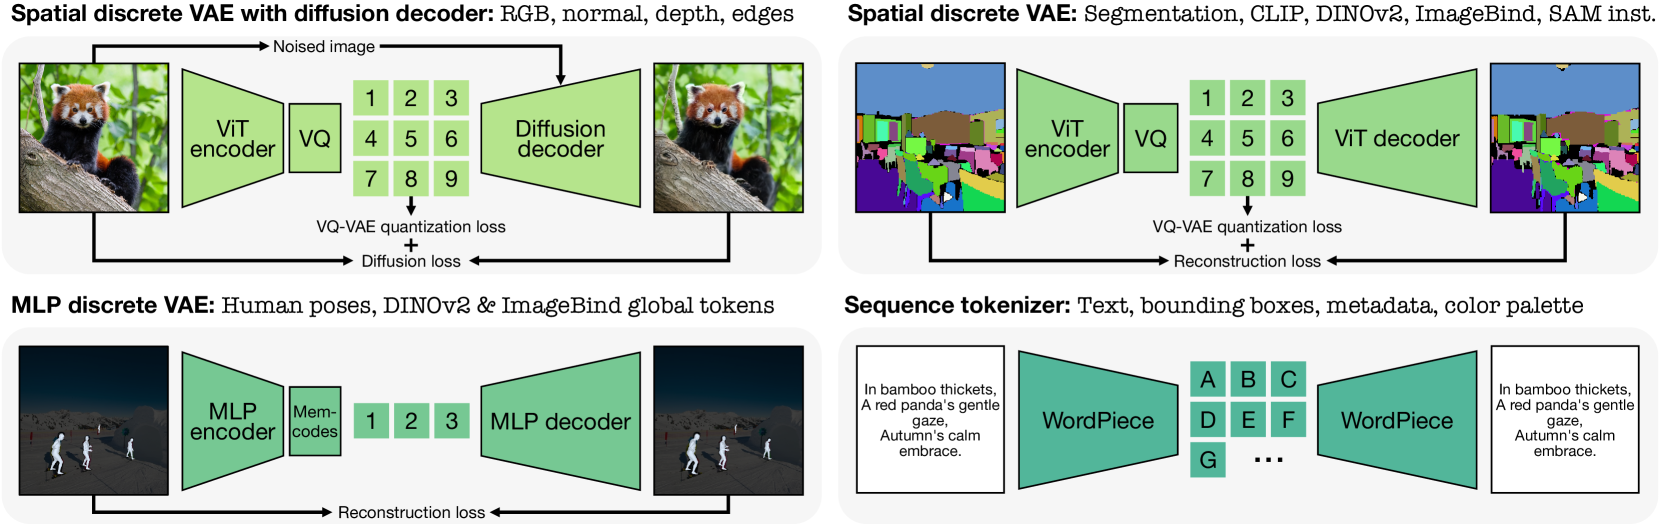 Spatial discrete VAE with diffusion decoder: RGB, normal, depth, edges
Noised image
ViT
encoder
VQ
1 2 3
4 5 6
7 8 9
Diffusion
decoder
VQ-VAE quantization loss
+
Diffusion loss
Spatial discrete VAE: Segmentation, CLIP, DINOv2, ImageBind, SAM inst.
ViT
encoder
VQ
1 2 3
4 5 6
7 8 9
ViT decoder
VQ-VAE quantization loss
+
Reconstruction loss
MLP discrete VAE: Human poses, DINOv2 & ImageBind global tokens
MLP
encoder
Mem-
codes
1 2 3
MLP decoder
Reconstruction loss
Sequence tokenizer: Text, bounding boxes, metadata, color palette
In bamboo thickets,
A red panda's gentle
gaze,
Autumn's calm
embrace.
WordPiece
A B C
D E F
G ...
WordPiece
In bamboo thickets,
A red panda's gentle
gaze,
Autumn's calm
embrace.